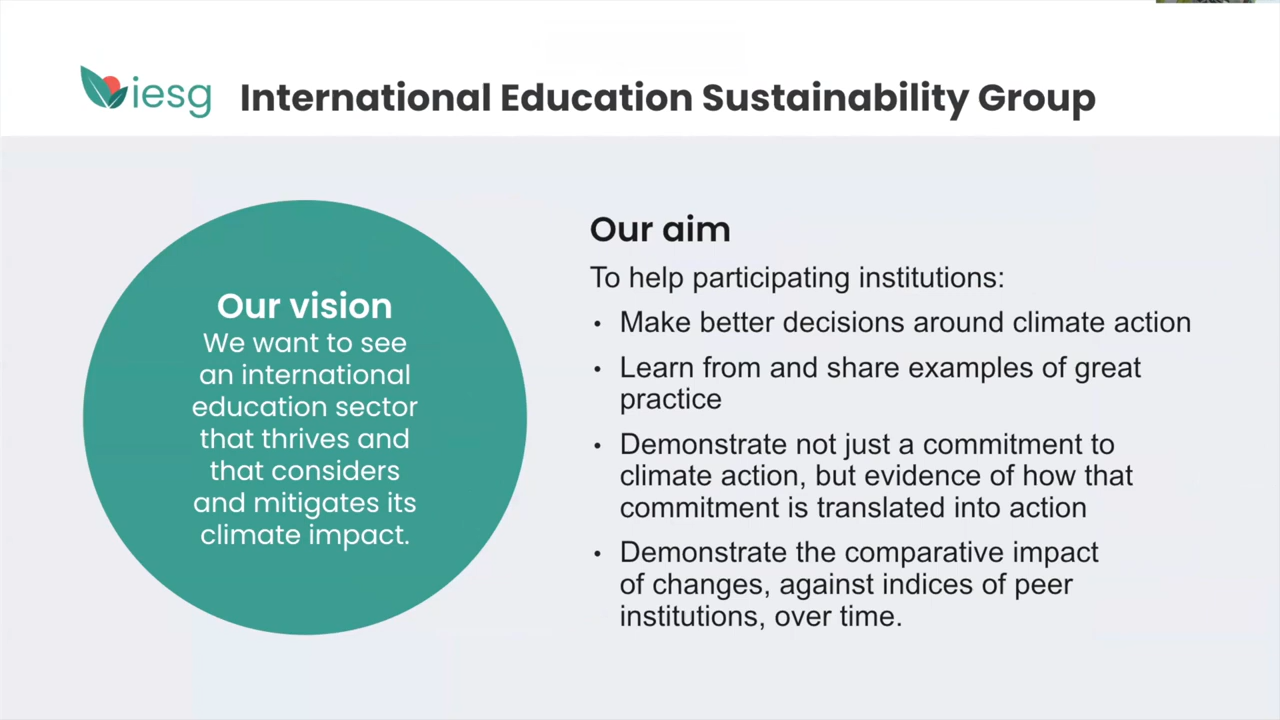 iesg
International Education Sustainability Group
Our vision
We want to see
an international
education sector
that thrives and
that considers
and mitigates its
climate impact.
Our aim
To help participating institutions:
• Make better decisions around climate action
• Learn from and share examples of great
practice
• Demonstrate not just a commitment to
climate action, but evidence of how that
commitment is translated into action
• Demonstrate the comparative impact
of changes, against indices of peer
institutions, over time.